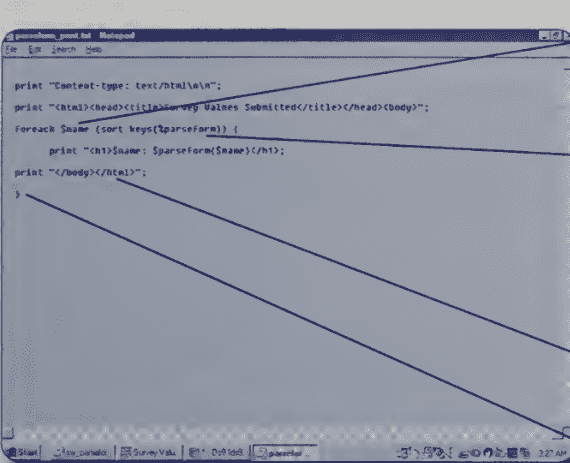 parseform_print.txt - Notepad
File Edit Search Help
print "Content-type: text/html\n\n";
print "<html><head><title>Survey Values Submitted</title></head><body>";
foreach $name (sort keys(%parseform)) {
print "<h1>$name: $parseform{$name}</h1>;
print "</body></html>";
}
Start Survey Valu. 3:27 AM